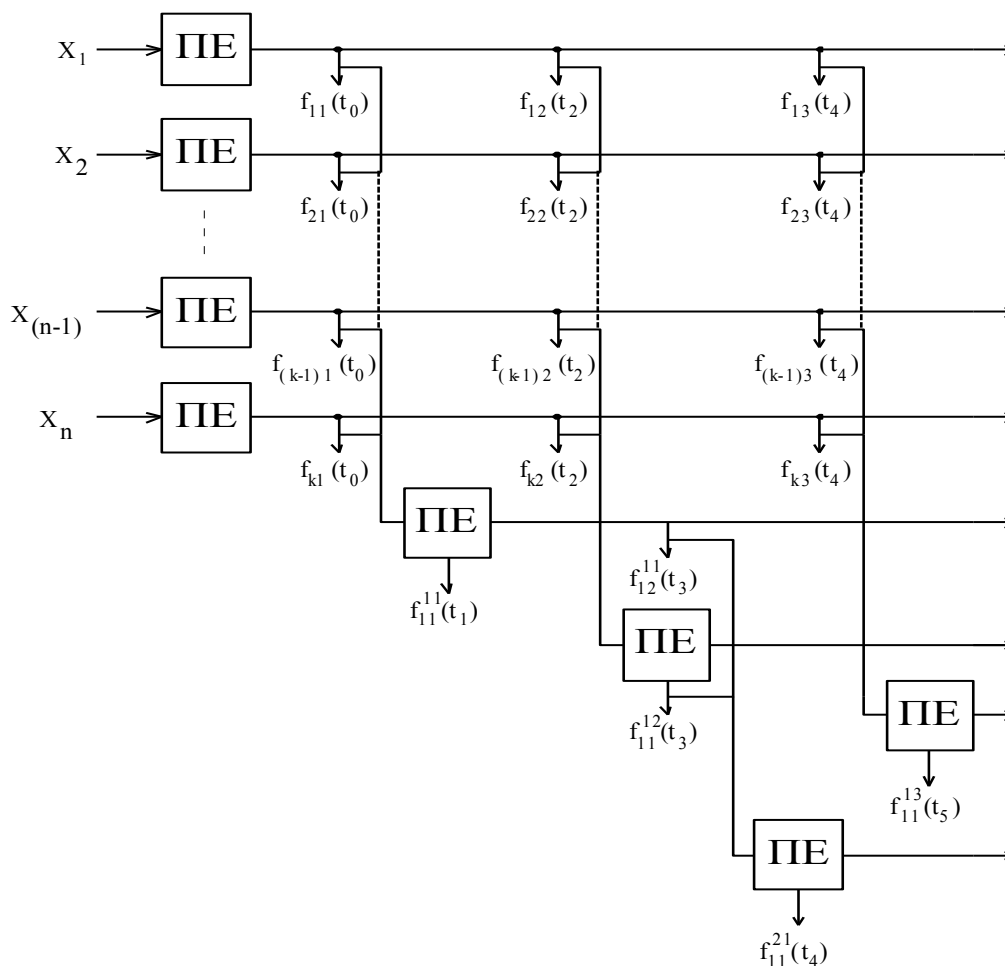 X₁ ПЕ
f₁₁(t₀) f₁₂(t₂) f₁₃(t₄)
X₂ ПЕ
f₂₁(t₀) f₂₂(t₂) f₂₃(t₄)
X₍ₙ₋₁₎ ПЕ
f₍ₖ₋₁₎₁(t₀) f₍ₖ₋₁₎₂(t₂) f₍ₖ₋₁₎₃(t₄)
Xₙ ПЕ
fₖ₁(t₀) fₖ₂(t₂) fₖ₃(t₄)
ПЕ
f₁₁¹¹(t₁) f₁₂¹¹(t₃)
ПЕ
f₁₁¹²(t₃)
ПЕ
f₁₁¹³(t₅)
ПЕ
f₁₁²¹(t₄)